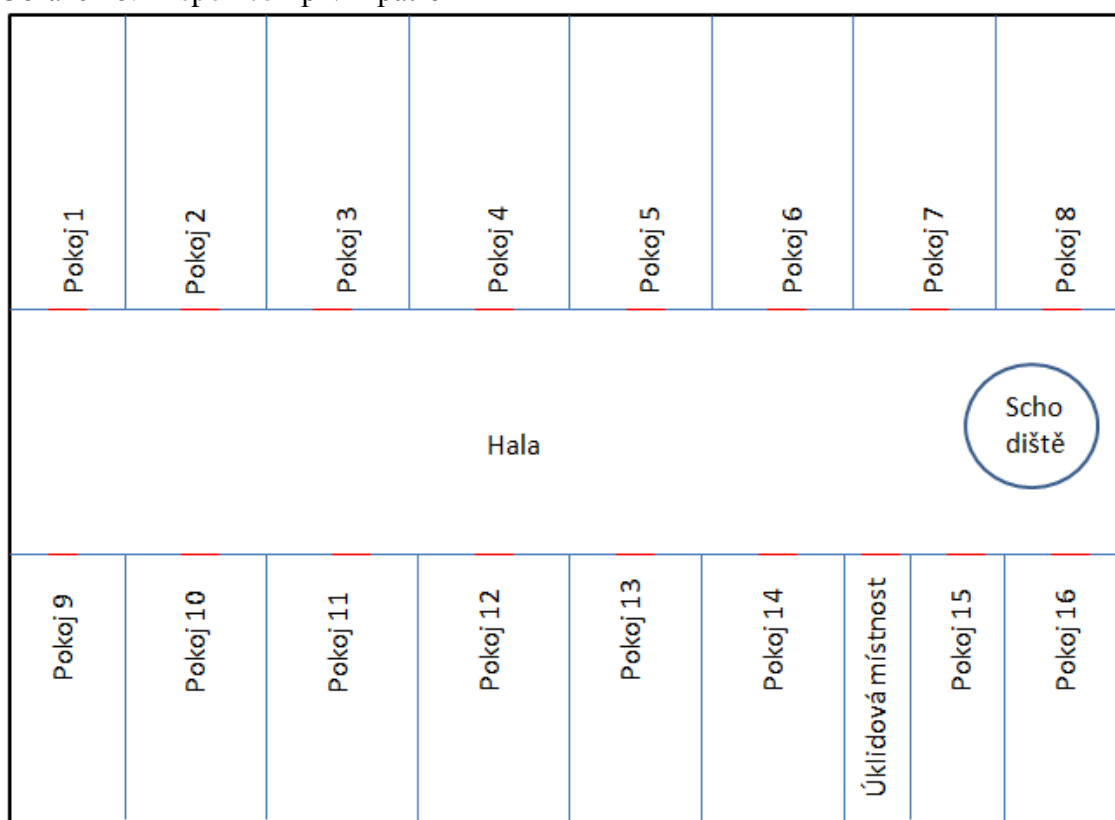 Pokoj 1
Pokoj 2
Pokoj 3
Pokoj 4
Pokoj 5
Pokoj 6
Pokoj 7
Pokoj 8
Hala
Scho
diště
Pokoj 9
Pokoj 10
Pokoj 11
Pokoj 12
Pokoj 13
Pokoj 14
Úklidová místnost
Pokoj 15
Pokoj 16